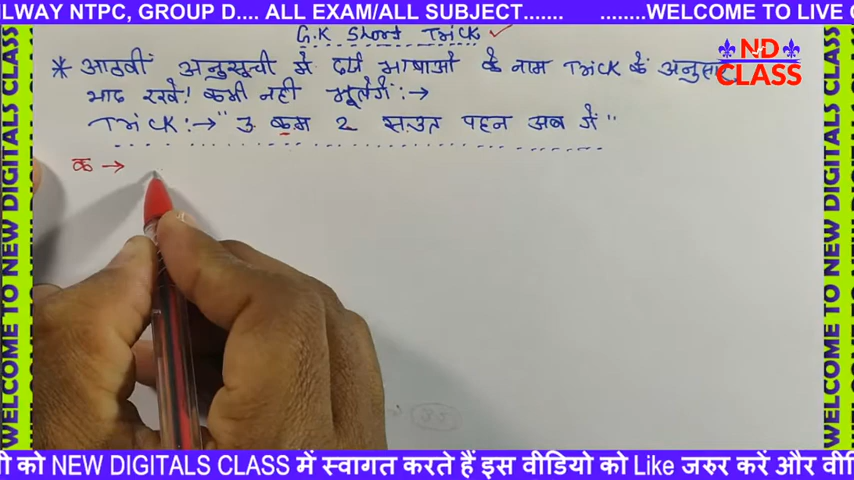 ILWAY NTPC, GROUP D.... ALL EXAM/ALL SUBJECT....... ........WELCOME TO LIVE C
G.K Short Trick ✓
* आठवीं अनुसूची में दर्ज भाषाओं के नाम Trick के अनुसार
याद रखें! कभी नहीं भूलेगें :→
Trick :→ "3 कम 2 सउत पहन अब में"
क →
ND
CLASS
WELCOME TO NEW DIGITALS CLASS
WELCOME TO NEW DIGITALS CLASS
ी को NEW DIGITALS CLASS में स्वागत करते हैं इस वीडियो को Like जरुर करें और वीि